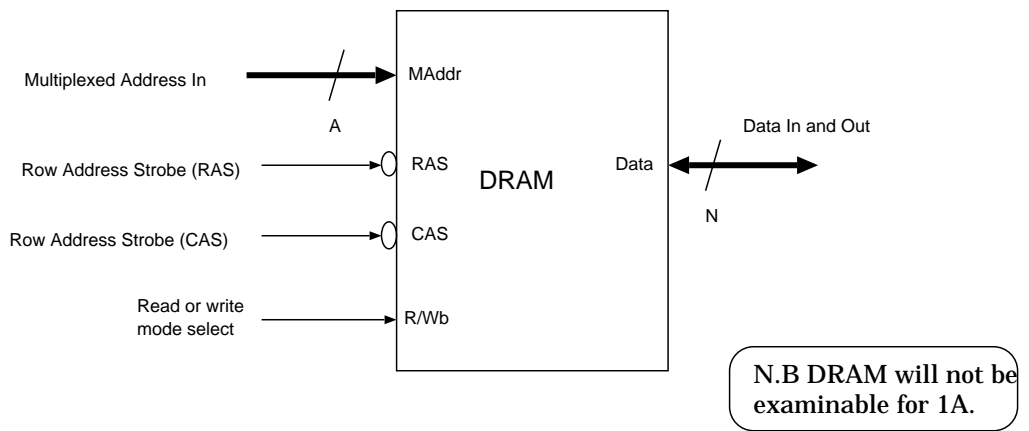 Multiplexed Address In
A
MAddr
Row Address Strobe (RAS)
RAS
DRAM
Data
Data In and Out
N
Row Address Strobe (CAS)
CAS
Read or write
mode select
R/Wb
N.B DRAM will not be
examinable for 1A.